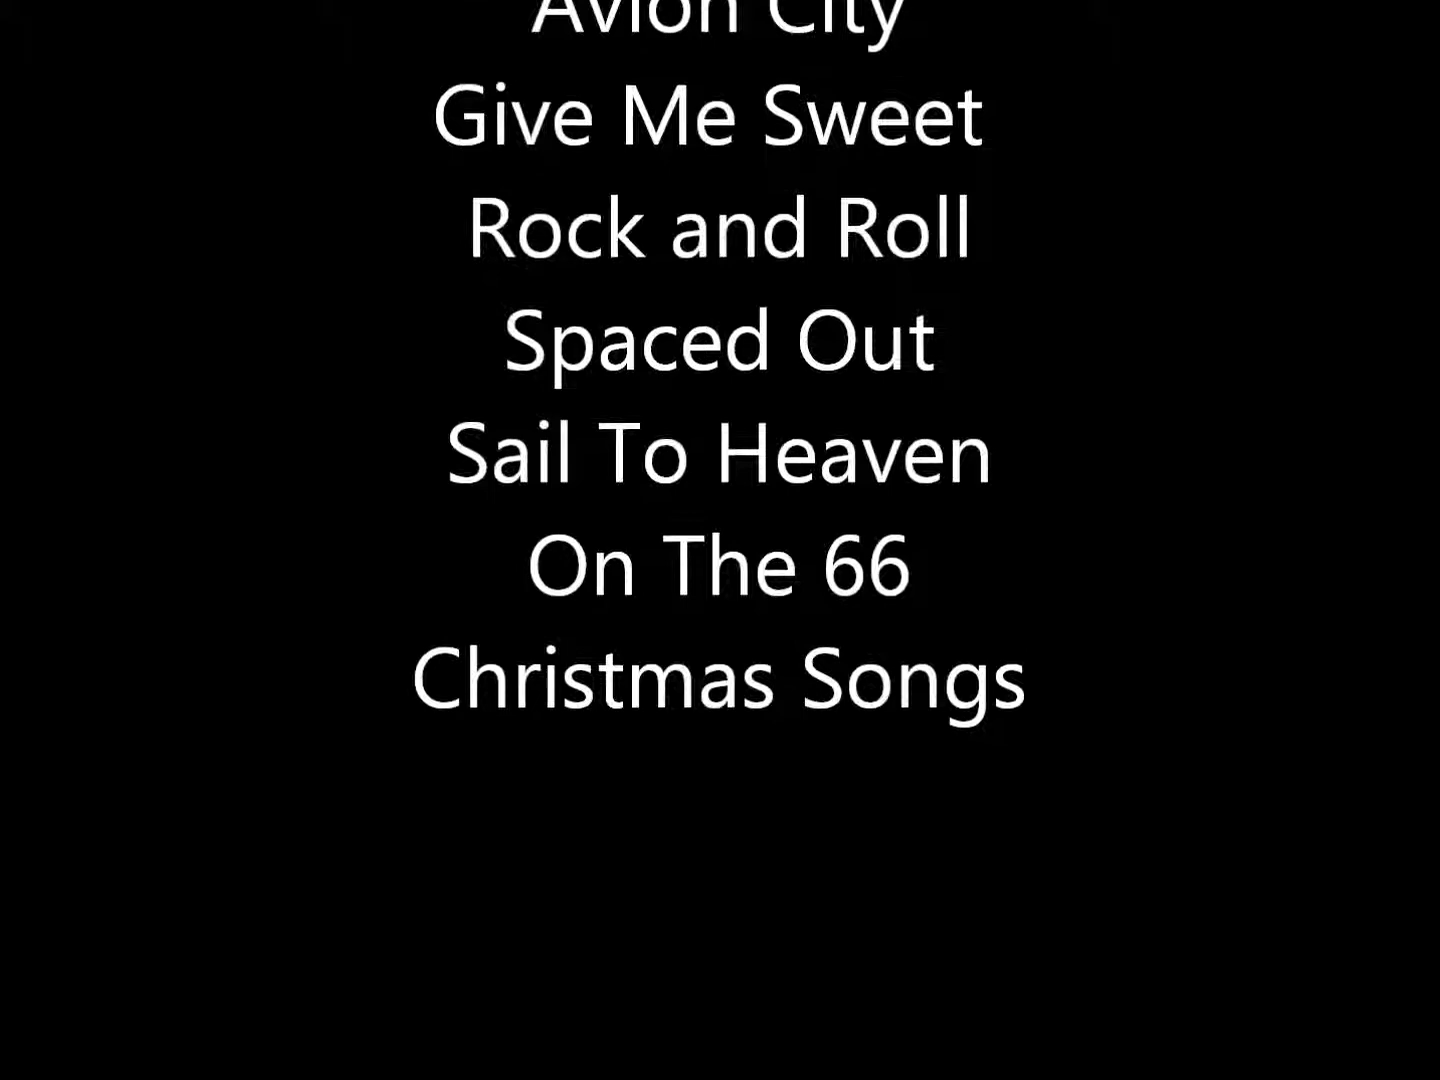 Avion City
Give Me Sweet
Rock and Roll
Spaced Out
Sail To Heaven
On The 66
Christmas Songs